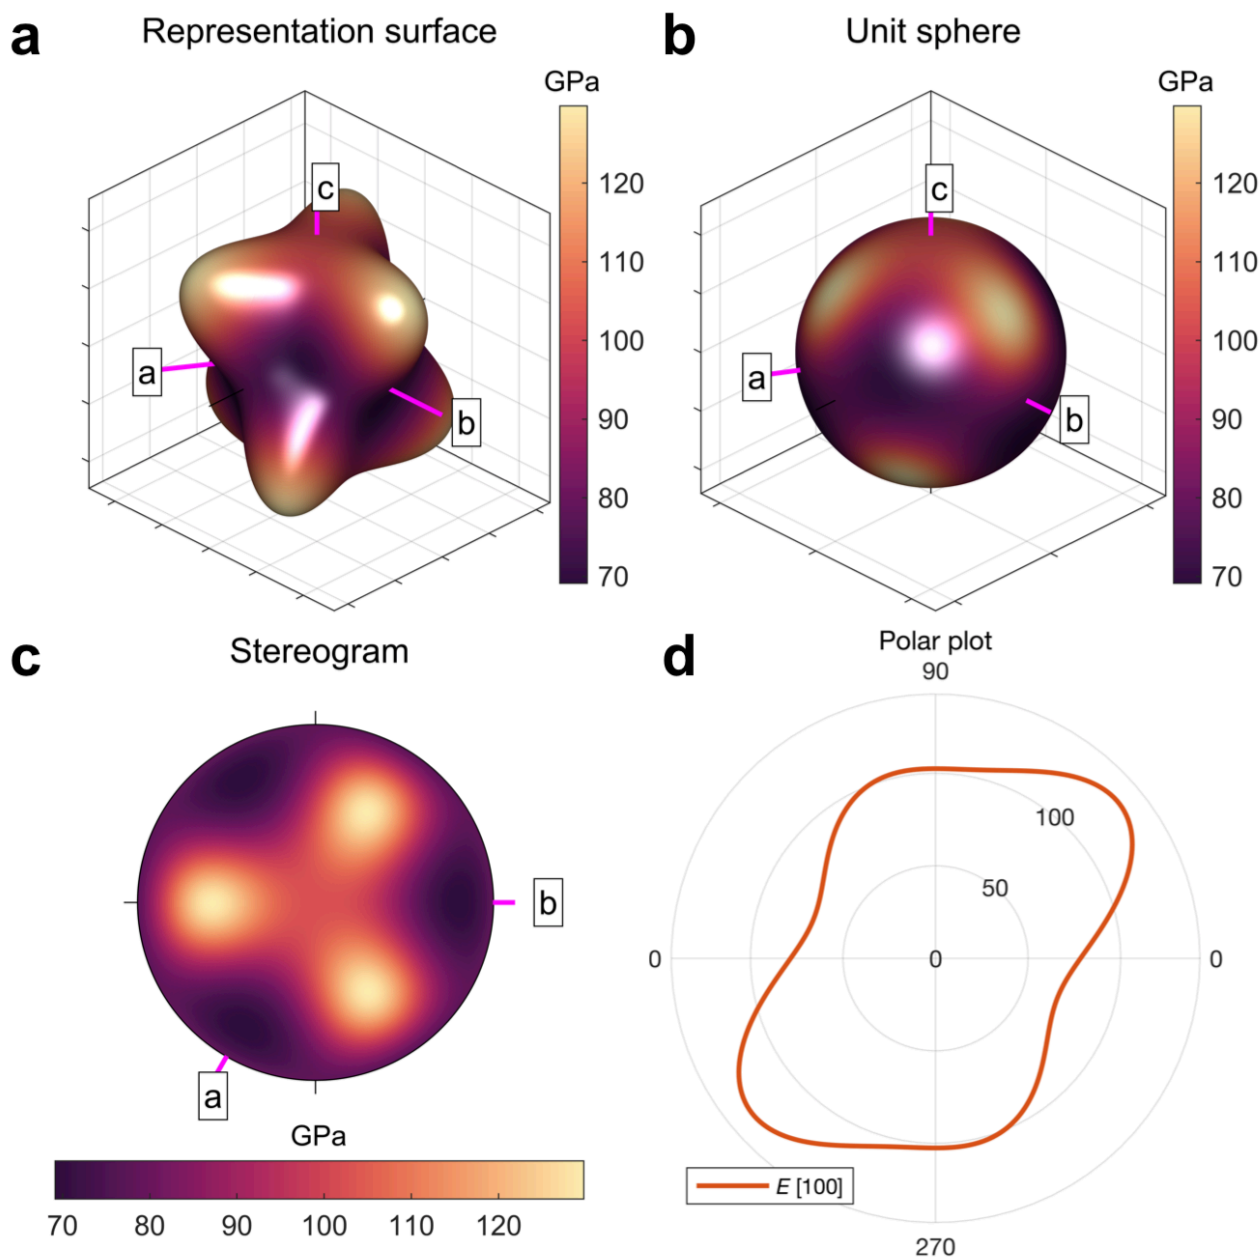 a
Representation surface
GPa
c
a
b
120
110
100
90
80
70
b
Unit sphere
GPa
c
a
b
120
110
100
90
80
70
c
Stereogram
b
a
GPa
70 80 90 100 110 120
d
Polar plot
90
100
50
0 0 0
E [100]
270